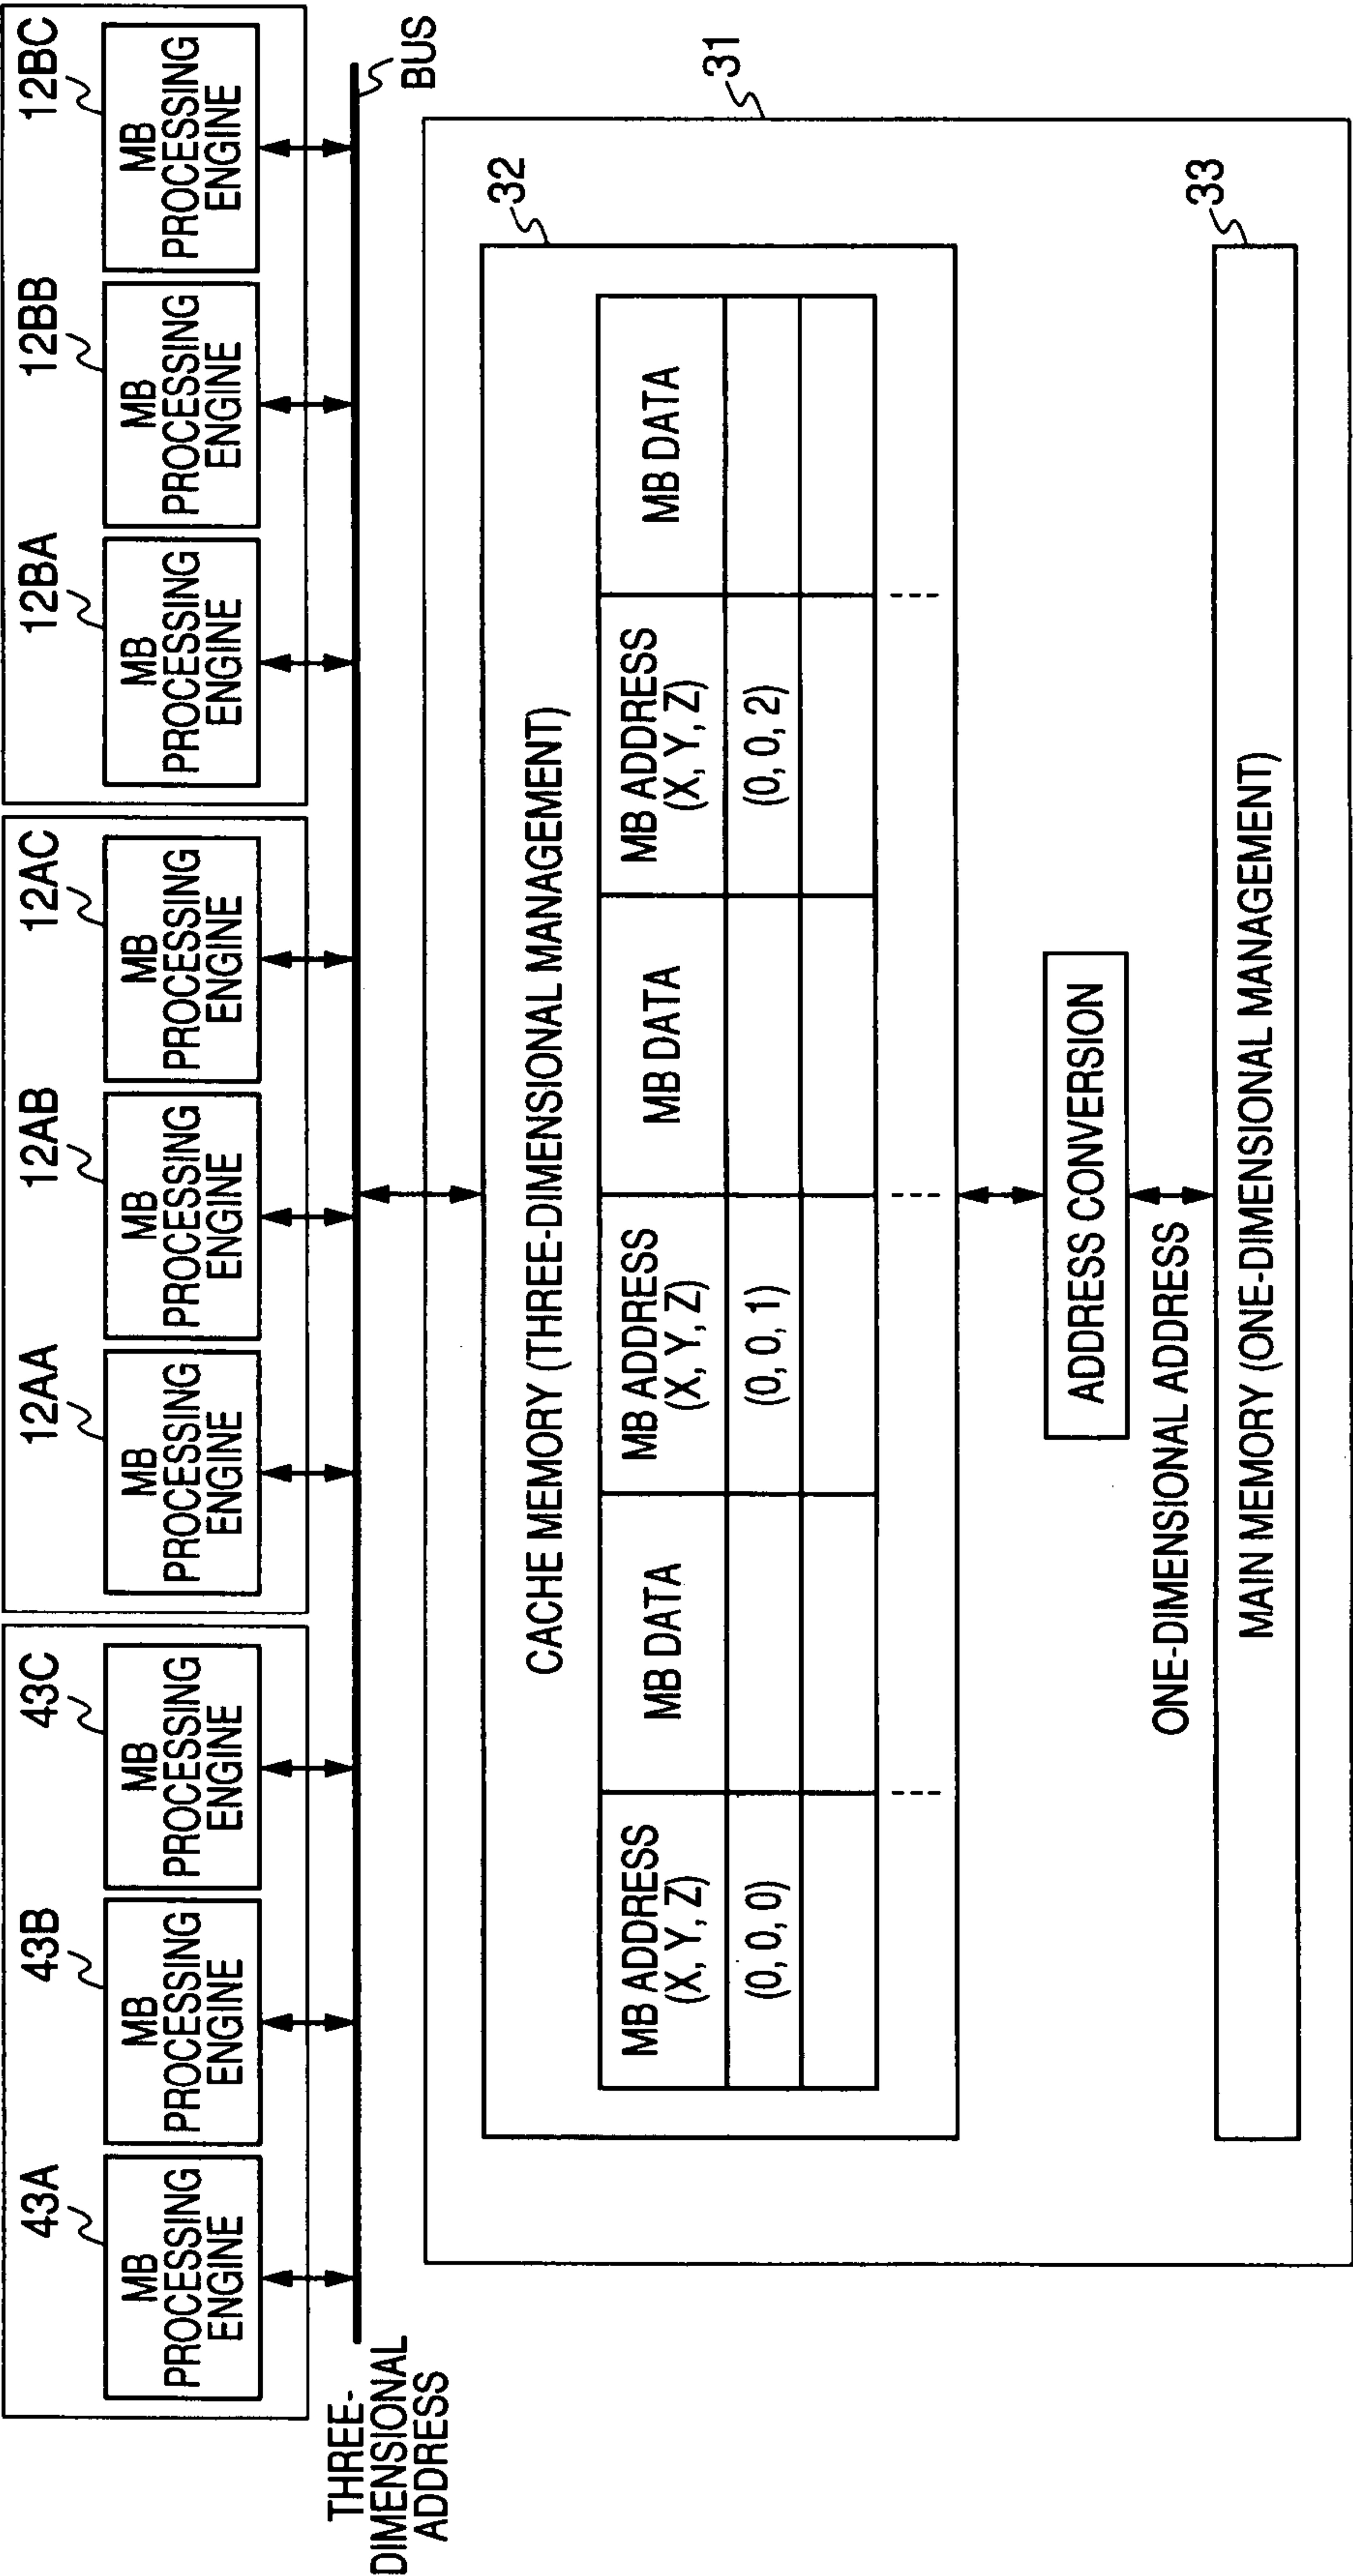 43A 43B 43C 12AA 12AB 12AC 12BA 12BB 12BC
MB PROCESSING ENGINE
MB PROCESSING ENGINE
MB PROCESSING ENGINE
MB PROCESSING ENGINE
MB PROCESSING ENGINE
MB PROCESSING ENGINE
MB PROCESSING ENGINE
MB PROCESSING ENGINE
MB PROCESSING ENGINE
THREE-
DIMENSIONAL
ADDRESS
BUS
31
32
CACHE MEMORY (THREE-DIMENSIONAL MANAGEMENT)
MB ADDRESS (X, Y, Z) MB DATA MB ADDRESS (X, Y, Z) MB DATA MB ADDRESS (X, Y, Z) MB DATA
(0, 0, 0) (0, 0, 1) (0, 0, 2)
ADDRESS CONVERSION
ONE-DIMENSIONAL ADDRESS
33
MAIN MEMORY (ONE-DIMENSIONAL MANAGEMENT)